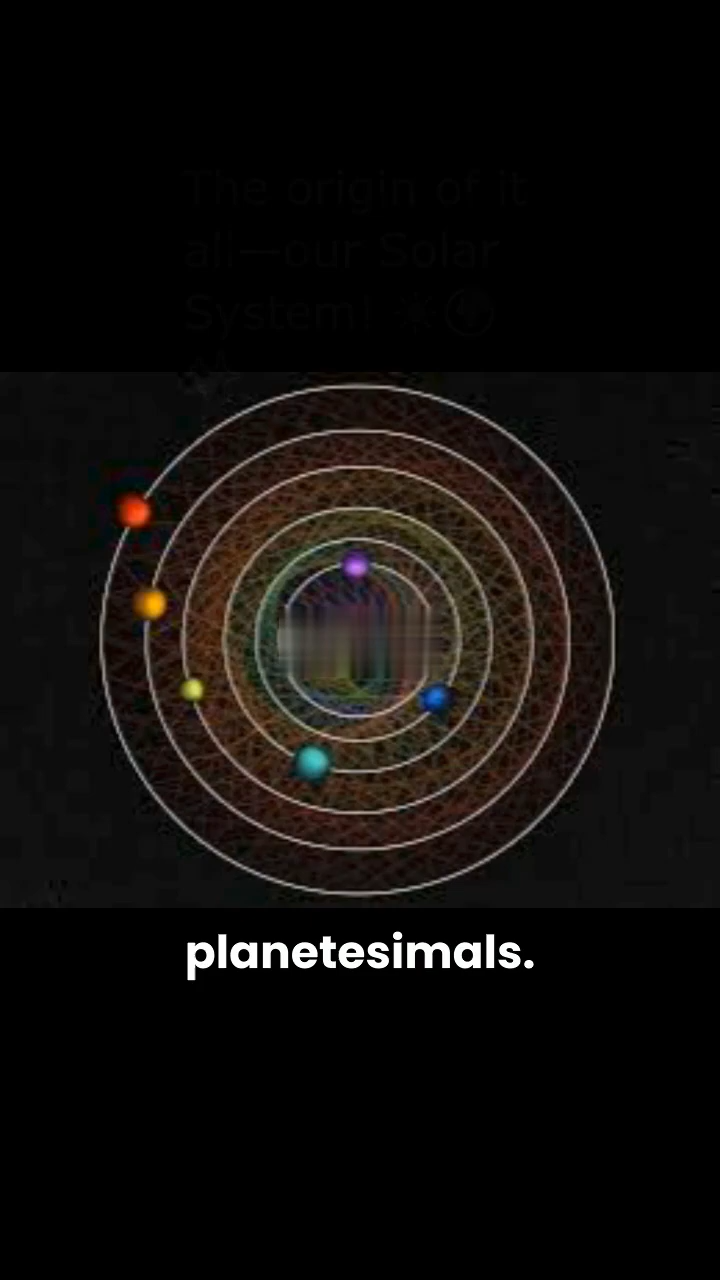 The origin of it
all—our Solar
System! ☀️🌍
planetesimals.